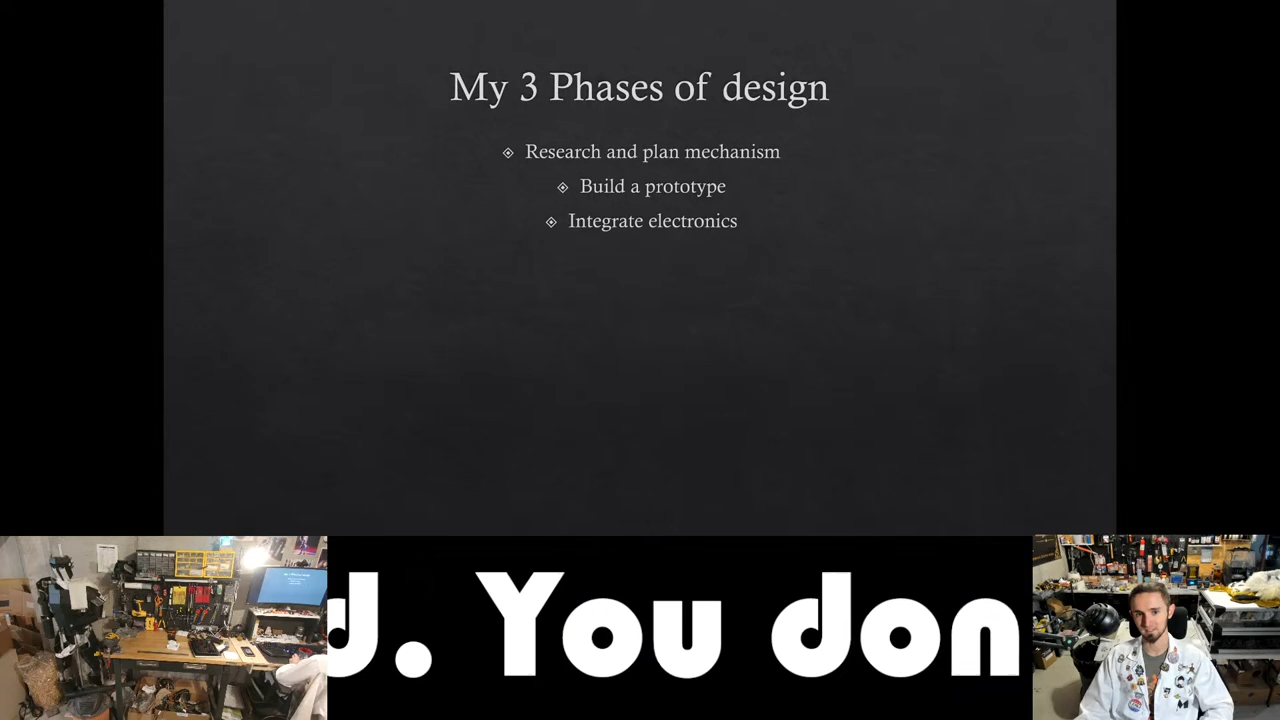 My 3 Phases of design
Research and plan mechanism
Build a prototype
Integrate electronics
d. You don